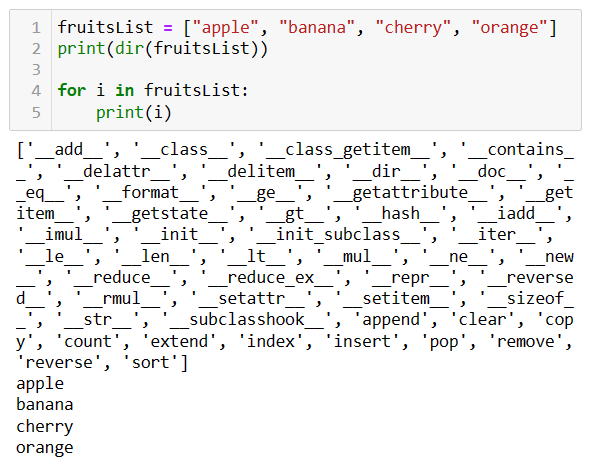 1 fruitsList = ["apple", "banana", "cherry", "orange"]
2 print(dir(fruitsList))
3
4 for i in fruitsList:
5     print(i)
['__add__', '__class__', '__class_getitem__', '__contains_
_', '__delattr__', '__delitem__', '__dir__', '__doc__', '_
_eq__', '__format__', '__ge__', '__getattribute__', '__get
item__', '__getstate__', '__gt__', '__hash__', '__iadd__',
'__imul__', '__init__', '__init_subclass__', '__iter__',
'__le__', '__len__', '__lt__', '__mul__', '__ne__', '__new
__', '__reduce__', '__reduce_ex__', '__repr__', '__reverse
d__', '__rmul__', '__setattr__', '__setitem__', '__sizeof_
_', '__str__', '__subclasshook__', 'append', 'clear', 'cop
y', 'count', 'extend', 'index', 'insert', 'pop', 'remove',
'reverse', 'sort']
apple
banana
cherry
orange